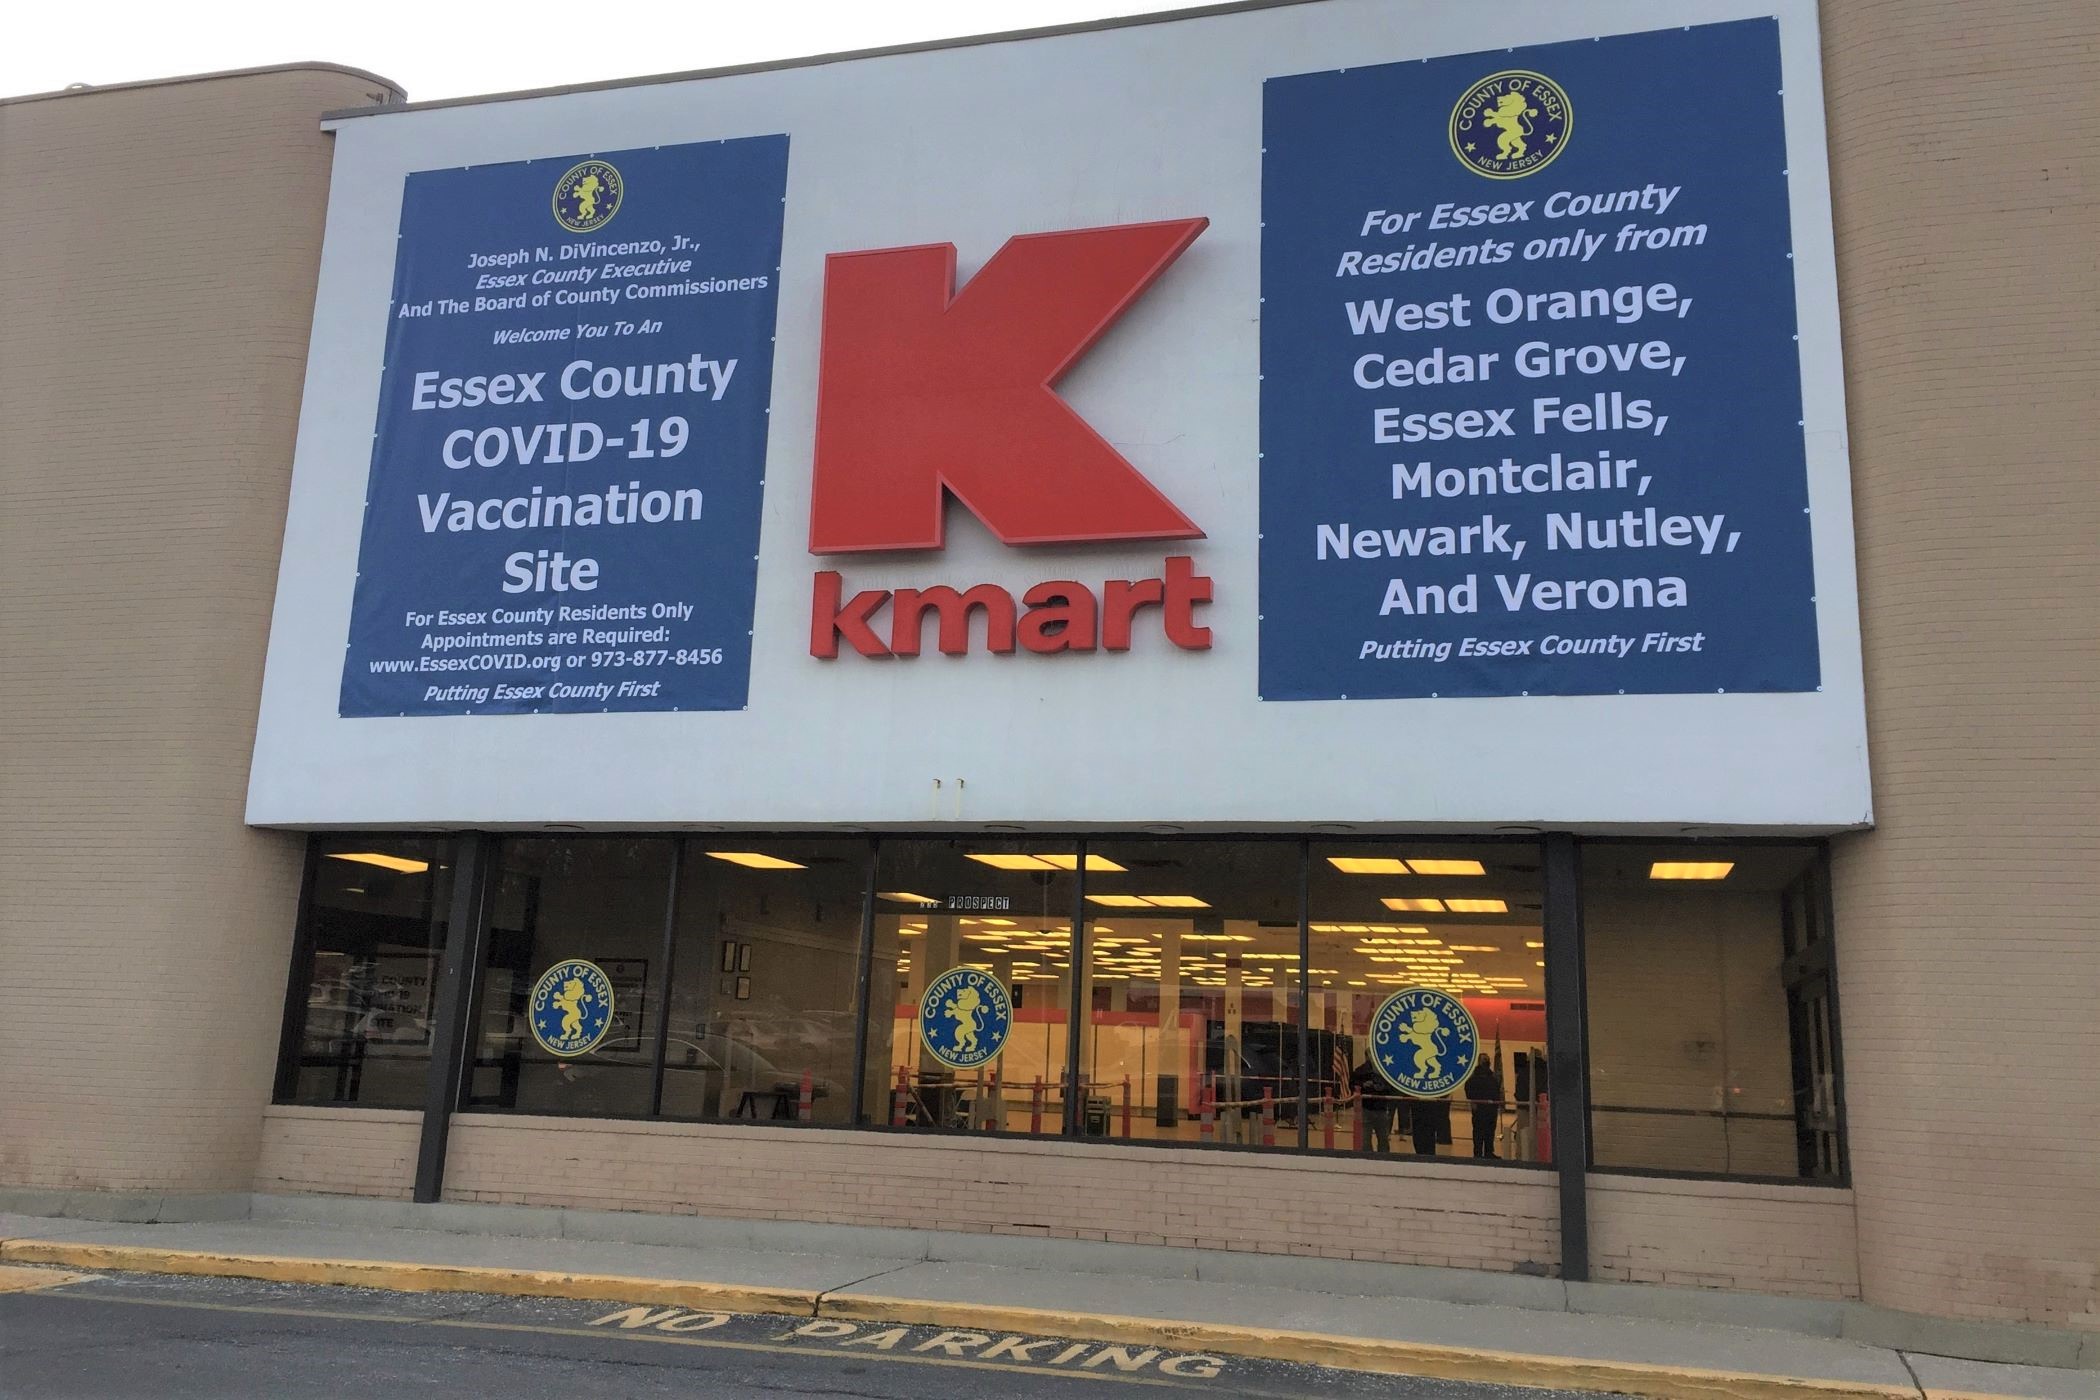 COUNTY OF ESSEX
NEW JERSEY
Joseph N. DiVincenzo, Jr.,
Essex County Executive
And The Board of County Commissioners
Welcome You To An
Essex County
COVID-19
Vaccination
Site
For Essex County Residents Only
Appointments are Required:
www.EssexCOVID.org or 973-877-8456
Putting Essex County First
K
kmart
COUNTY OF ESSEX
NEW JERSEY
For Essex County
Residents only from
West Orange,
Cedar Grove,
Essex Fells,
Montclair,
Newark, Nutley,
And Verona
Putting Essex County First
PROSPECT
COUNTY
COUNTY OF ESSEX
NEW JERSEY
COUNTY OF ESSEX
NEW JERSEY
COUNTY OF ESSEX
NEW JERSEY
NO PARKING